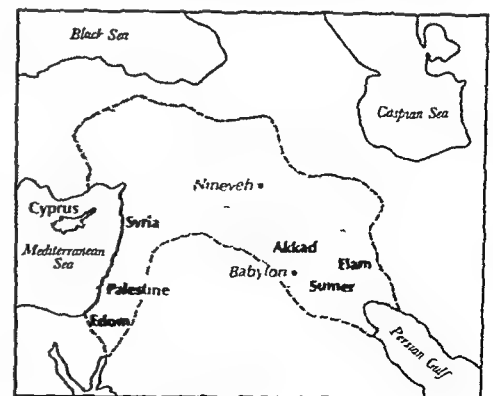 Black Sea
Caspian Sea
Nineveh
Cyprus
Syria
Mediterranean
Sea
Akkad
Elam
Babylon
Sumer
Palestine
Edom
Persian Gulf